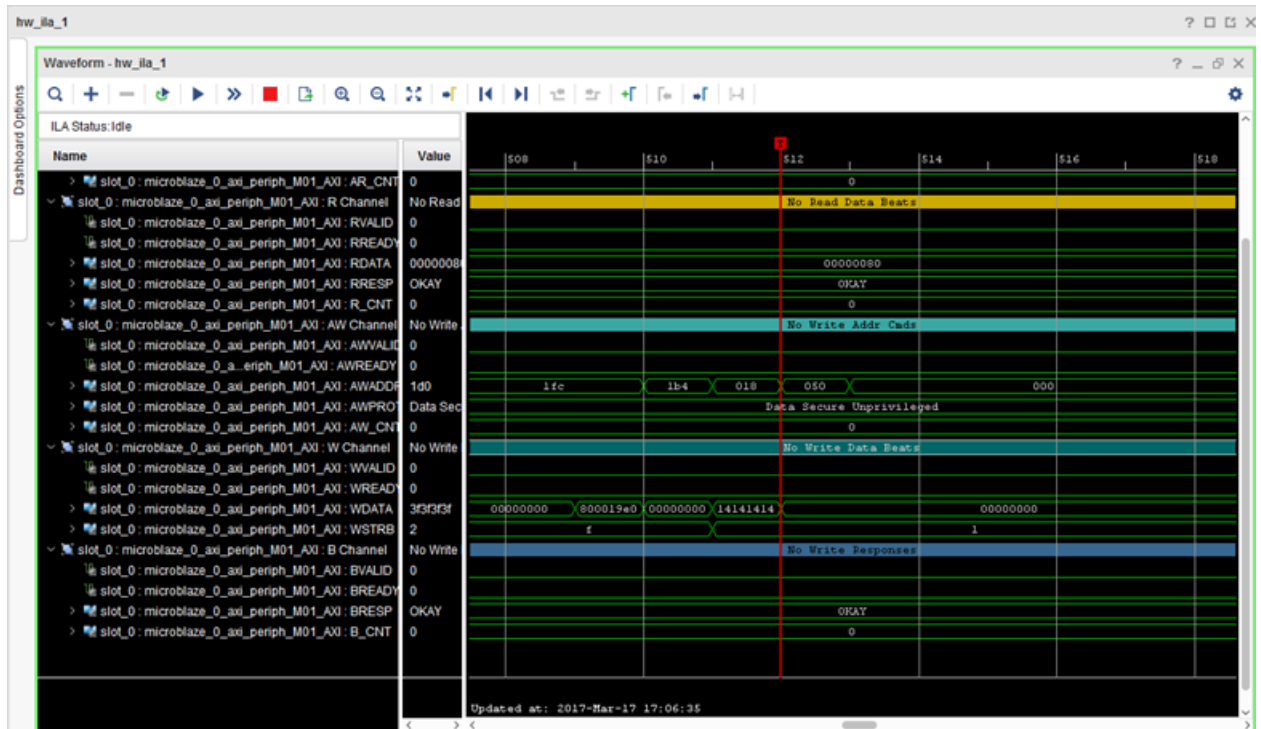 hw_ila_1
Dashboard Options
Waveform - hw_ila_1
ILA Status:Idle
Name Value 508 510 512 514 516 518
slot_0 : microblaze_0_axi_periph_M01_AXI : AR_CNT 0 0
slot_0 : microblaze_0_axi_periph_M01_AXI : R Channel No Read No Read Data Beats
slot_0 : microblaze_0_axi_periph_M01_AXI : RVALID 0
slot_0 : microblaze_0_axi_periph_M01_AXI : RREADY 0
slot_0 : microblaze_0_axi_periph_M01_AXI : RDATA 00000080 00000080
slot_0 : microblaze_0_axi_periph_M01_AXI : RRESP OKAY OKAY
slot_0 : microblaze_0_axi_periph_M01_AXI : R_CNT 0 0
slot_0 : microblaze_0_axi_periph_M01_AXI : AW Channel No Write No Write Addr Cmds
slot_0 : microblaze_0_axi_periph_M01_AXI : AWVALID 0
slot_0 : microblaze_0_a...eriph_M01_AXI : AWREADY 0
slot_0 : microblaze_0_axi_periph_M01_AXI : AWADDR 1d0 1fc 1b4 018 050 000
slot_0 : microblaze_0_axi_periph_M01_AXI : AWPROT Data Sec Data Secure Unprivileged
slot_0 : microblaze_0_axi_periph_M01_AXI : AW_CNT 0 0
slot_0 : microblaze_0_axi_periph_M01_AXI : W Channel No Write No Write Data Beats
slot_0 : microblaze_0_axi_periph_M01_AXI : WVALID 0
slot_0 : microblaze_0_axi_periph_M01_AXI : WREADY 0
slot_0 : microblaze_0_axi_periph_M01_AXI : WDATA 3f3f3f3f 00000000 800019e0 00000000 14141414 00000000
slot_0 : microblaze_0_axi_periph_M01_AXI : WSTRB 2 f 1
slot_0 : microblaze_0_axi_periph_M01_AXI : B Channel No Write No Write Responses
slot_0 : microblaze_0_axi_periph_M01_AXI : BVALID 0
slot_0 : microblaze_0_axi_periph_M01_AXI : BREADY 0
slot_0 : microblaze_0_axi_periph_M01_AXI : BRESP OKAY OKAY
slot_0 : microblaze_0_axi_periph_M01_AXI : B_CNT 0 0
Updated at: 2017-Mar-17 17:06:35